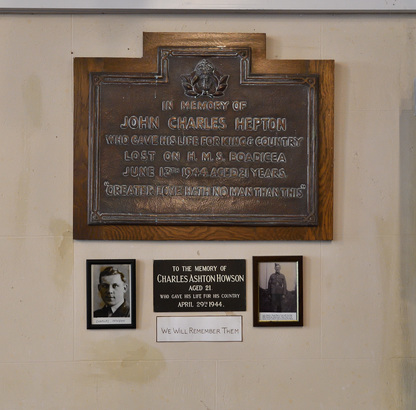 IN MEMORY OF
JOHN CHARLES HEPTON
WHO GAVE HIS LIFE FOR KING & COUNTRY
LOST ON H.M.S. BOADICEA
JUNE 13TH 1944 AGED 21 YEARS.
"GREATER LOVE HATH NO MAN THAN THIS"
TO THE MEMORY OF
CHARLES ASHTON HOWSON
AGED 21
WHO GAVE HIS LIFE FOR HIS COUNTRY
APRIL 29TH 1944.
WE WILL REMEMBER THEM